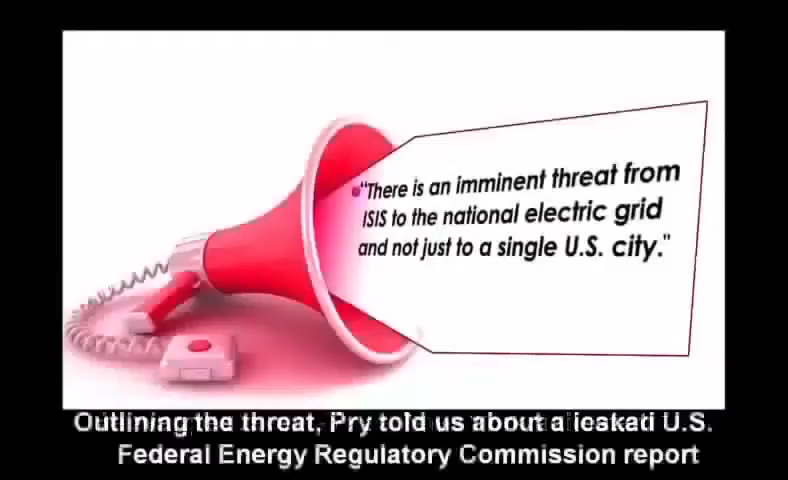 "There is an imminent threat from
ISIS to the national electric grid
and not just to a single U.S. city."
Outlining the threat, Pry told us about a U.S.
Federal Energy Regulatory Commission report